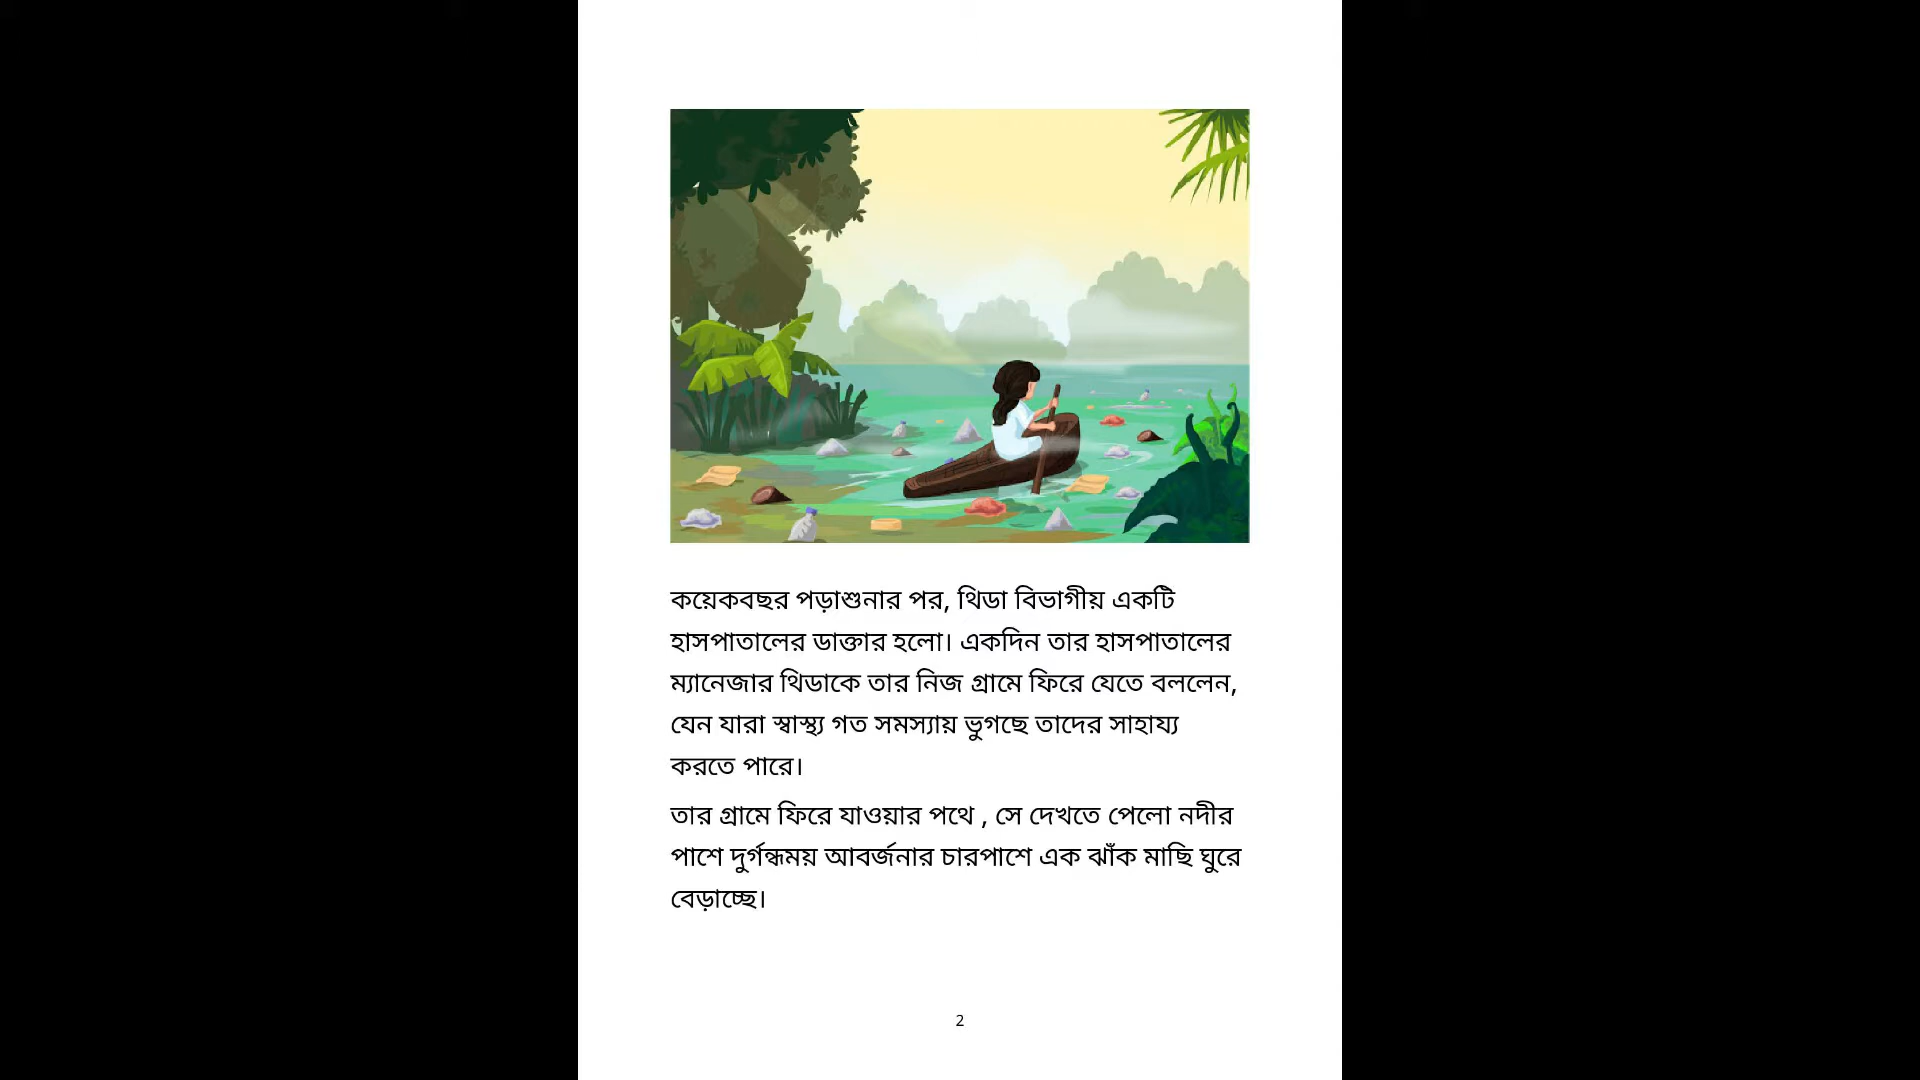 কয়েকবছর পড়াশুনার পর, থিডা বিভাগীয় একটি
হাসপাতালের ডাক্তার হলো। একদিন তার হাসপাতালের
ম্যানেজার থিডাকে তার নিজ গ্রামে ফিরে যেতে বললেন,
যেন যারা স্বাস্থ্য গত সমস্যায় ভুগছে তাদের সাহায্য
করতে পারে।
তার গ্রামে ফিরে যাওয়ার পথে , সে দেখতে পেলো নদীর
পাশে দুর্গন্ধময় আবর্জনার চারপাশে এক ঝাঁক মাছি ঘুরে
বেড়াচ্ছে।
2